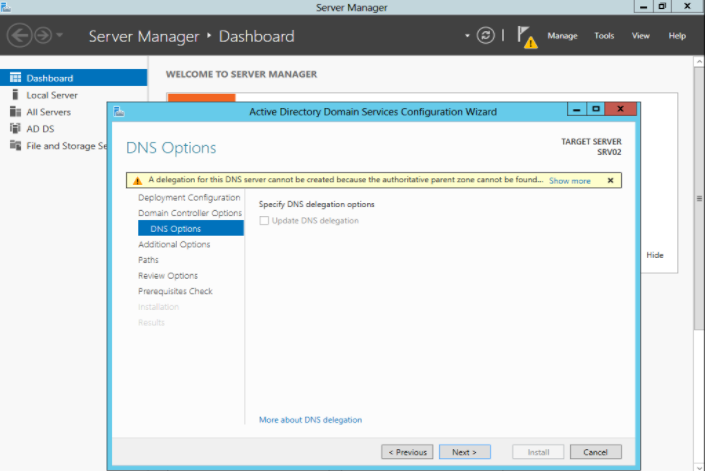 Server Manager
Server Manager ‣ Dashboard
Manage Tools View Help
Dashboard
Local Server
All Servers
AD DS
File and Storage Se
WELCOME TO SERVER MANAGER
Active Directory Domain Services Configuration Wizard
DNS Options
TARGET SERVER
SRV02
A delegation for this DNS server cannot be created because the authoritative parent zone cannot be found... Show more
Deployment Configuration
Domain Controller Options
DNS Options
Additional Options
Paths
Review Options
Prerequisites Check
Installation
Results
Specify DNS delegation options
Update DNS delegation
More about DNS delegation
Hide
< Previous Next > Install Cancel